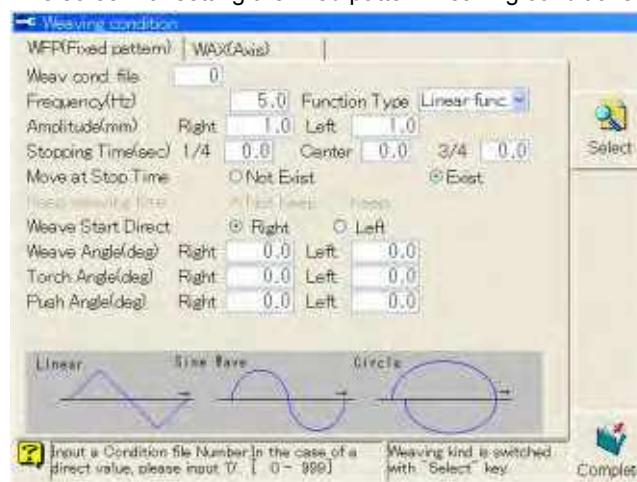 Weaving condition
WFP(Fixed pattern) WAX(Axis)
Weav cond. file 0
Frequency(Hz) 5.0 Function Type Linear func.
Amplitude(mm) Right 1.0 Left 1.0
Stopping Time(sec) 1/4 0.0 Center 0.0 3/4 0.0
Move at Stop Time Not Exist Exist
Not keep Keep
Weave Start Direct Right Left
Weave Angle(deg) Right 0.0 Left 0.0
Torch Angle(deg) Right 0.0 Left 0.0
Push Angle(deg) Right 0.0 Left 0.0
Linear Sine Wave Circle
Input a Condition file Number.In the case of a
direct value, please input '0'. [ 0 - 999]
Weaving kind is switched
with "Select" key
Select
Complet